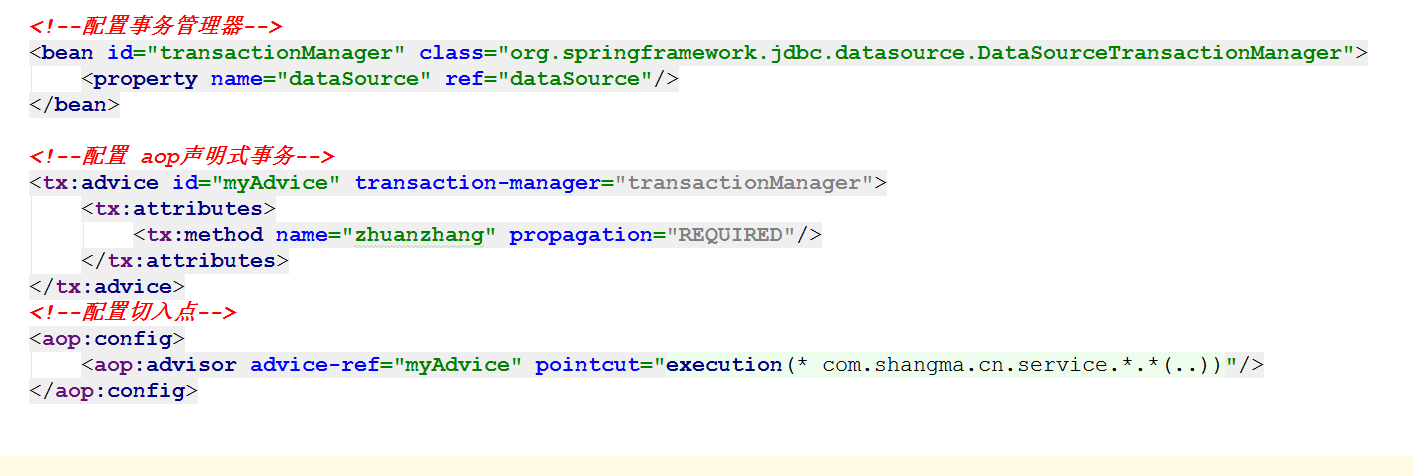 <!--配置事务管理器-->
<bean id="transactionManager" class="org.springframework.jdbc.datasource.DataSourceTransactionManager">
    <property name="dataSource" ref="dataSource"/>
</bean>
<!--配置 aop声明式事务-->
<tx:advice id="myAdvice" transaction-manager="transactionManager">
    <tx:attributes>
        <tx:method name="zhuanzhang" propagation="REQUIRED"/>
    </tx:attributes>
</tx:advice>
<!--配置切入点-->
<aop:config>
    <aop:advisor advice-ref="myAdvice" pointcut="execution(* com.shangma.cn.service.*.*(..))"/>
</aop:config>